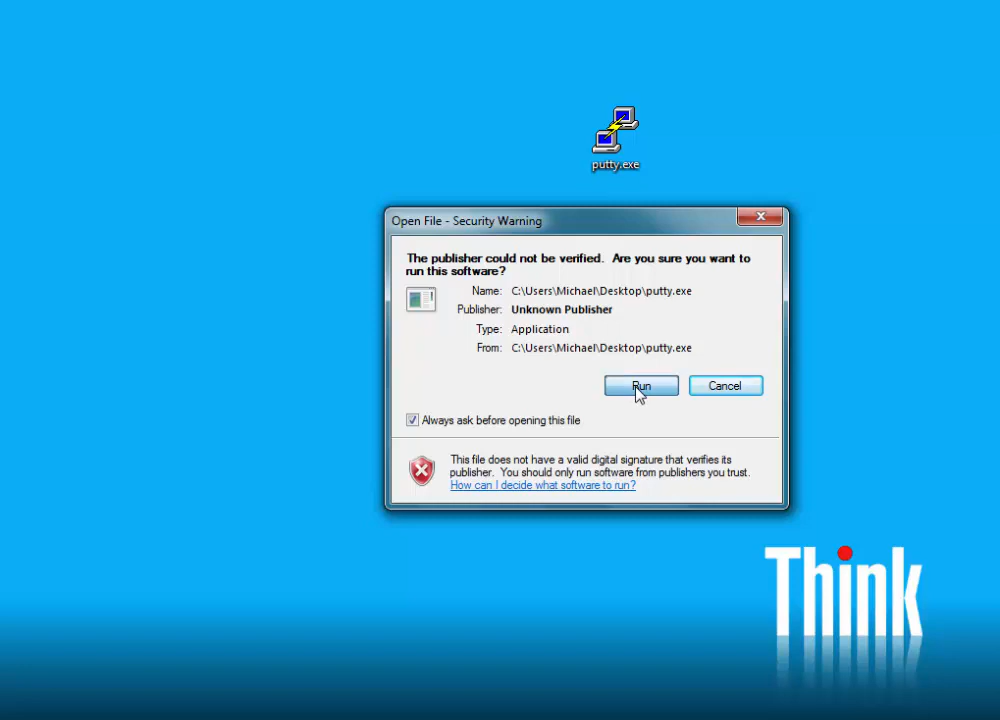 putty.exe
Open File - Security Warning
The publisher could not be verified. Are you sure you want to
run this software?
Name: C:\Users\Michael\Desktop\putty.exe
Publisher: Unknown Publisher
Type: Application
From: C:\Users\Michael\Desktop\putty.exe
Run Cancel
Always ask before opening this file
This file does not have a valid digital signature that verifies its
publisher. You should only run software from publishers you trust.
How can I decide what software to run?
Think